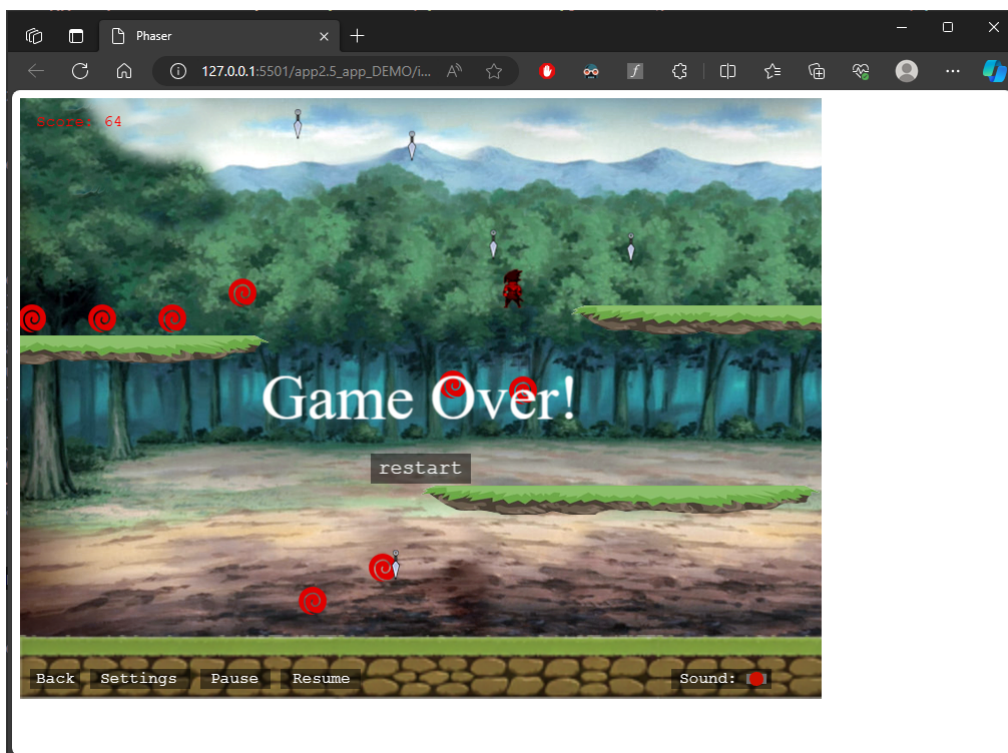 Phaser
127.0.0.1:5501/app2.5_app_DEMO/i...
Score: 64
Game Over!
restart
Back Settings Pause Resume Sound: